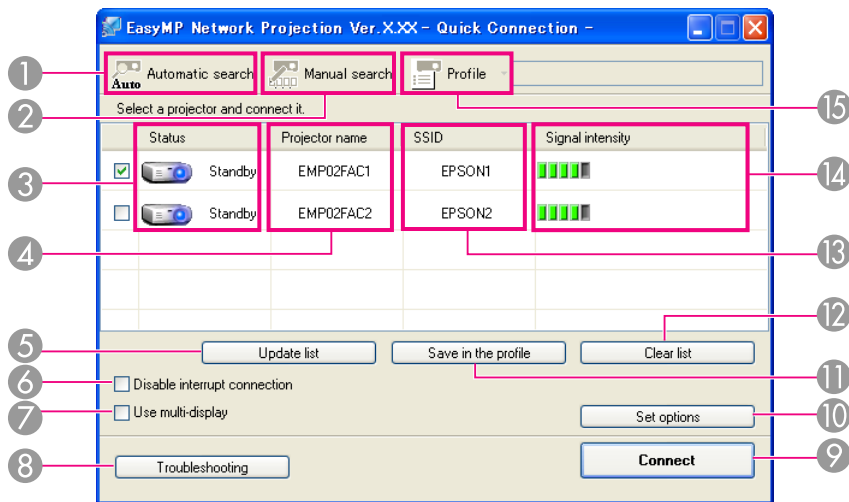 EasyMP Network Projection Ver.X.XX - Quick Connection -
1 Auto Automatic search Manual search Profile
2 Select a projector and connect it. 15
Status Projector name SSID Signal intensity
3 Standby EMP02FAC1 EPSON1 14
Standby EMP02FAC2 EPSON2
4 13
12
5 Update list Save in the profile Clear list
6 Disable interrupt connection 11
7 Use multi-display Set options 10
8 Troubleshooting Connect 9